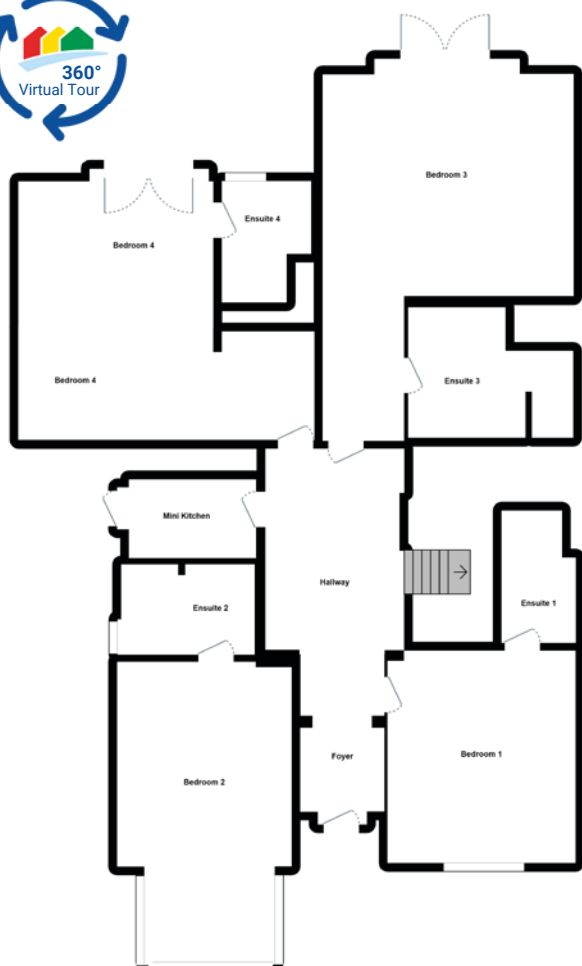 360°
Virtual Tour
Bedroom 3
Ensuite 4
Bedroom 4
Bedroom 4
Ensuite 3
Mini Kitchen
Hallway
Ensuite 1
Ensuite 2
Foyer
Bedroom 1
Bedroom 2